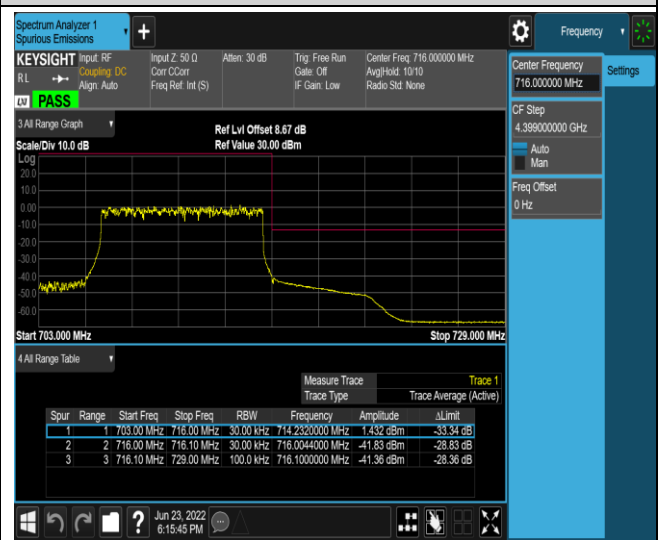 Spectrum Analyzer 1
Spurious Emissions
Frequency
KEYSIGHT Input: RF Input Z: 50 Ω Atten: 30 dB Trig: Free Run Center Freq: 716.000000 MHz
RL Coupling: DC Corr CCorr Gate: Off Avg|Hold: 10/10
Align: Auto Freq Ref: Int (S) IF Gain: Low Radio Std: None
PASS
Center Frequency
716.000000 MHz
Settings
CF Step
4.399000000 GHz
Auto
Man
Freq Offset
0 Hz
3 All Range Graph
Ref Lvl Offset 8.67 dB
Scale/Div 10.0 dB Ref Value 30.00 dBm
Log
20.0
10.0
0.00
-10.0
-20.0
-30.0
-40.0
-50.0
-60.0
Start 703.000 MHz Stop 729.000 MHz
4 All Range Table
Measure Trace Trace 1
Trace Type Trace Average (Active)
Spur Range Start Freq Stop Freq RBW Frequency Amplitude ΔLimit
1 1 703.00 MHz 716.00 MHz 30.00 kHz 714.2320000 MHz 1.432 dBm -33.34 dB
2 2 716.00 MHz 716.10 MHz 30.00 kHz 716.0044000 MHz -41.83 dBm -28.83 dB
3 3 716.10 MHz 729.00 MHz 100.0 kHz 716.1000000 MHz -41.36 dBm -28.36 dB
Jun 23, 2022
6:15:45 PM